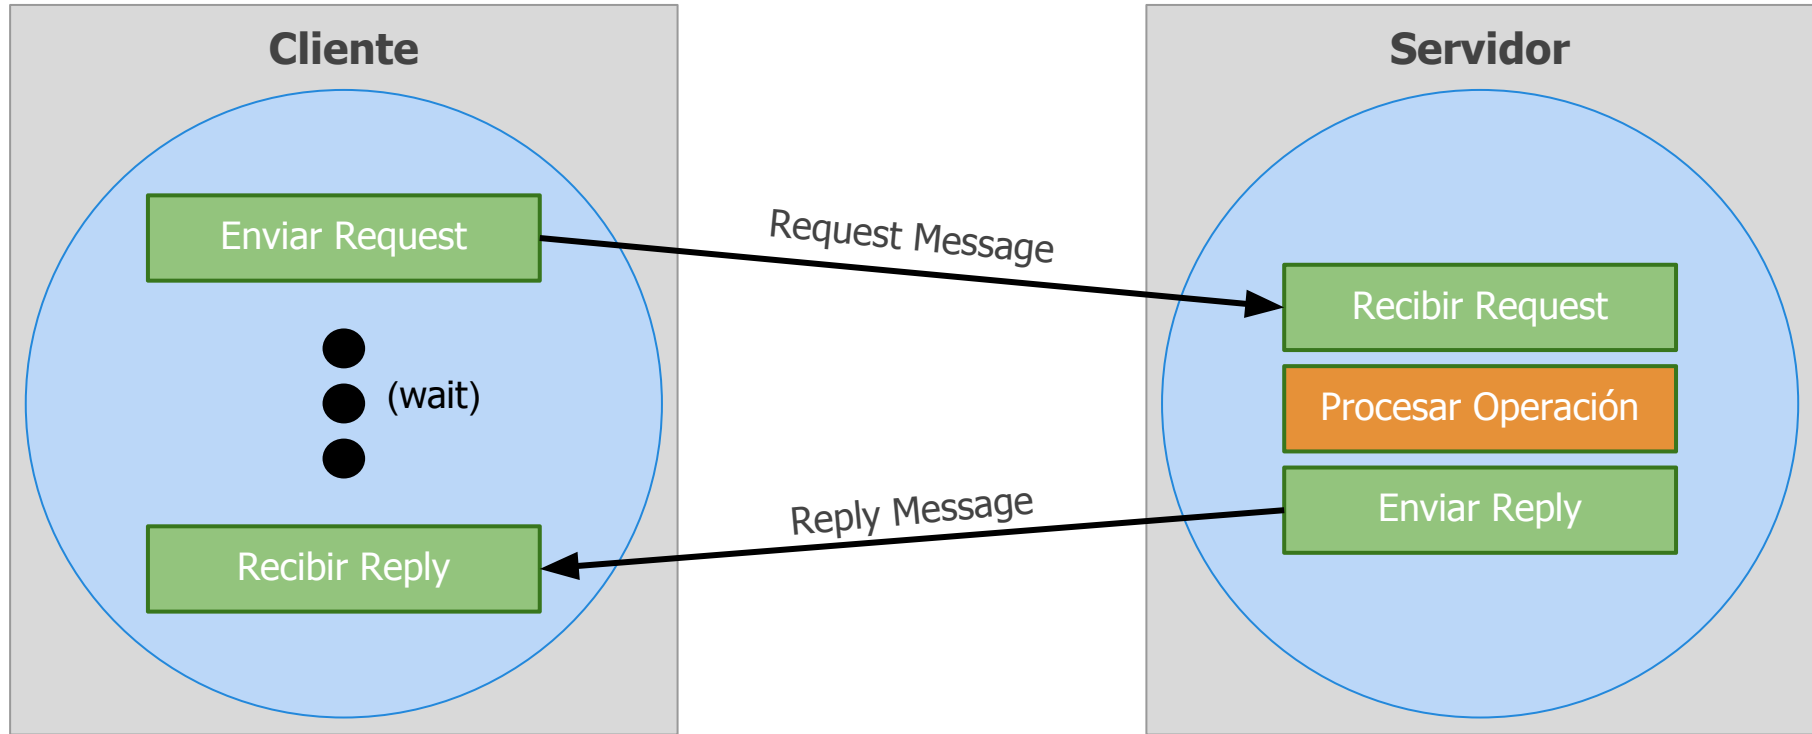 Cliente
Servidor
Enviar Request
Request Message
Recibir Request
(wait)
Procesar Operación
Reply Message
Enviar Reply
Recibir Reply